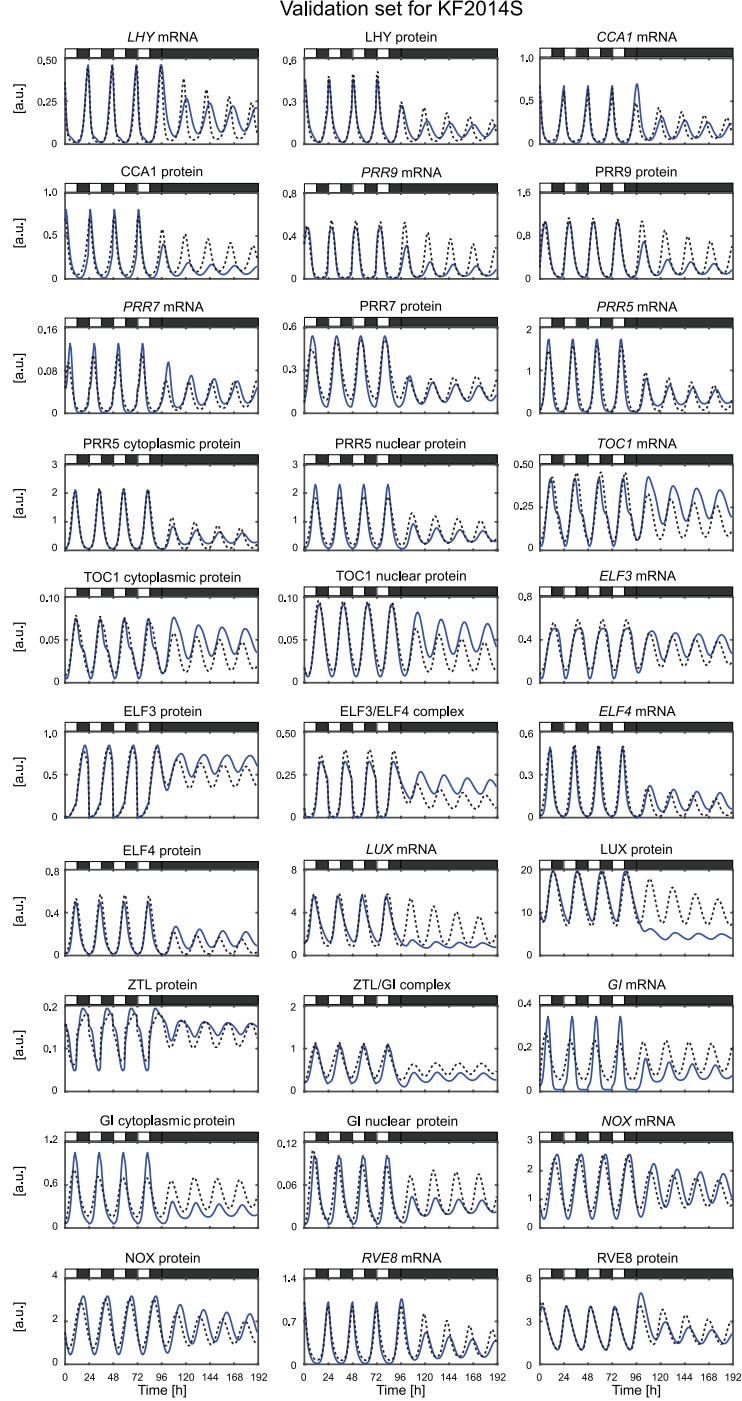 Validation set for KF2014S
LHY mRNA
LHY protein
CCA1 mRNA
[a.u.]
0.50
0.25
0
0.6
0.3
0
1.0
0.5
0
CCA1 protein
PRR9 mRNA
PRR9 protein
[a.u.]
1.0
0.5
0
0.8
0.4
0
1.6
0.8
0
PRR7 mRNA
PRR7 protein
PRR5 mRNA
[a.u.]
0.16
0.08
0
0.6
0.3
0
2
1
0
PRR5 cytoplasmic protein
PRR5 nuclear protein
TOC1 mRNA
[a.u.]
3
2
1
0
3
2
1
0
0.50
0.25
0
TOC1 cytoplasmic protein
TOC1 nuclear protein
ELF3 mRNA
[a.u.]
0.10
0.05
0
0.10
0.05
0
0.8
0.4
0
ELF3 protein
ELF3/ELF4 complex
ELF4 mRNA
[a.u.]
1.0
0.5
0
0.50
0.25
0
0.6
0.3
0
ELF4 protein
LUX mRNA
LUX protein
[a.u.]
0.8
0.4
0
8
4
0
20
10
0
ZTL protein
ZTL/GI complex
GI mRNA
[a.u.]
0.2
0.1
0
2
1
0
0.4
0.2
0
GI cytoplasmic protein
GI nuclear protein
NOX mRNA
[a.u.]
1.2
0.6
0
0.12
0.06
0
3
2
1
0
NOX protein
RVE8 mRNA
RVE8 protein
[a.u.]
4
2
0
1.4
0.7
0
6
3
0
0 24 48 72 96 120 144 168 192
0 24 48 72 96 120 144 168 192
0 24 48 72 96 120 144 168 192
Time [h]
Time [h]
Time [h]